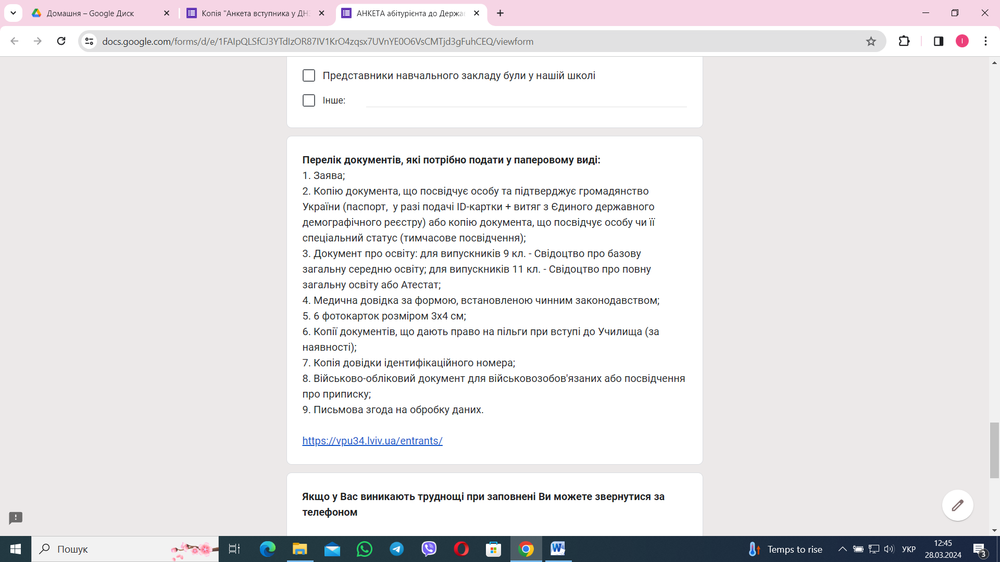 Домашня – Google Диск
Копія "Анкета вступника у ДНЗ
АНКЕТА абітурієнта до Держав
docs.google.com/forms/d/e/1FAIpQLSfCJ3YTdIzOR87IV1KrO4zqsx7UVnYE0O6VsCMTjd3gFuhCEQ/viewform
I
Представники навчального закладу були у нашій школі
Інше:
Перелік документів, які потрібно подати у паперовому виді:
1. Заява;
2. Копію документа, що посвідчує особу та підтверджує громадянство
України (паспорт,  у разі подачі ID-картки + витяг з Єдиного державного
демографічного реєстру) або копію документа, що посвідчує особу чи її
спеціальний статус (тимчасове посвідчення);
3. Документ про освіту: для випускників 9 кл. - Свідоцтво про базову
загальну середню освіту; для випускників 11 кл. - Свідоцтво про повну
загальну освіту або Атестат;
4. Медична довідка за формою, встановленою чинним законодавством;
5. 6 фотокарток розміром 3х4 см;
6. Копії документів, що дають право на пільги при вступі до Училища (за
наявності);
7. Копія довідки ідентифікаційного номера;
8. Військово-обліковий документ для військовозобов'язаних або посвідчення
про приписку;
9. Письмова згода на обробку даних.
https://vpu34.lviv.ua/entrants/
Якщо у Вас виникають труднощі при заповнені Ви можете звернутися за
телефоном
Пошук
Temps to rise
УКР
12:45
28.03.2024
3